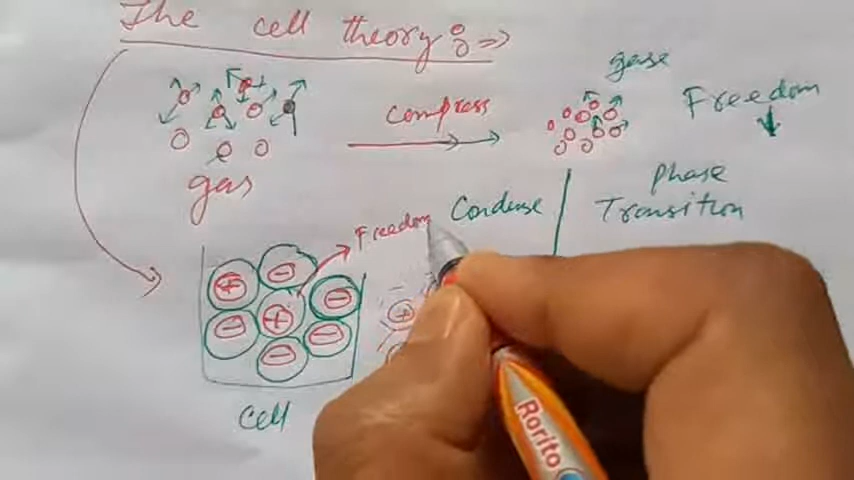 The cell theory :- ⇒
gase
compress
Freedom ↓
gas
Phase
Transition
Condense
Freedom
+ -
- + -
- -
+
Cell
Rorito